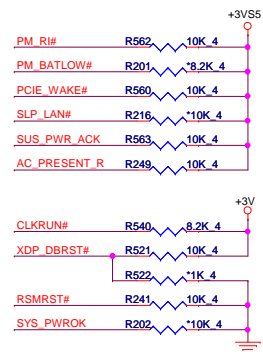 +3VS5
PM_RI# R562 10K_4
PM_BATLOW# R201 *8.2K_4
PCIE_WAKE# R560 10K_4
SLP_LAN# R216 *10K_4
SUS_PWR_ACK R563 10K_4
AC_PRESENT_R R249 10K_4
+3V
CLKRUN# R540 8.2K_4
XDP_DBRST# R521 10K_4
R522 *1K_4
RSMRST# R241 10K_4
SYS_PWROK R202 *10K_4